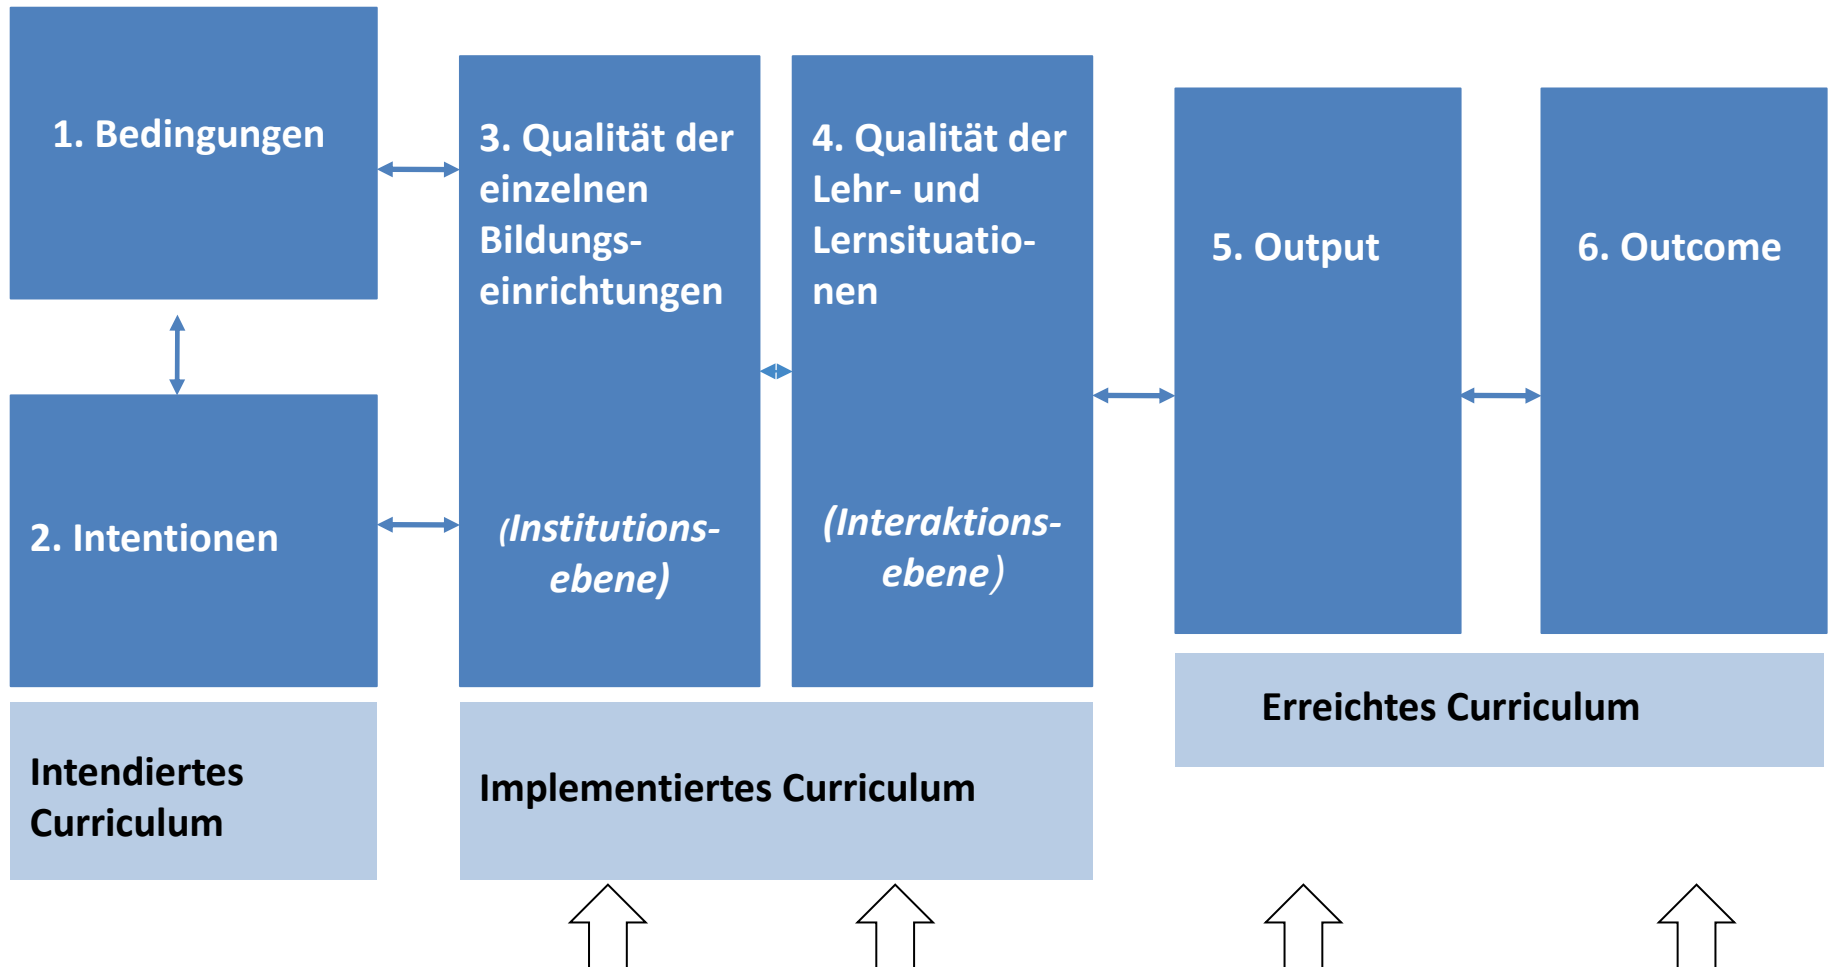 1. Bedingungen
2. Intentionen
Intendiertes
Curriculum
3. Qualität der
einzelnen
Bildungs-
einrichtungen
(Institutions-
ebene)
4. Qualität der
Lehr- und
Lernsituatio-
nen
(Interaktions-
ebene)
Implementiertes Curriculum
5. Output
6. Outcome
Erreichtes Curriculum